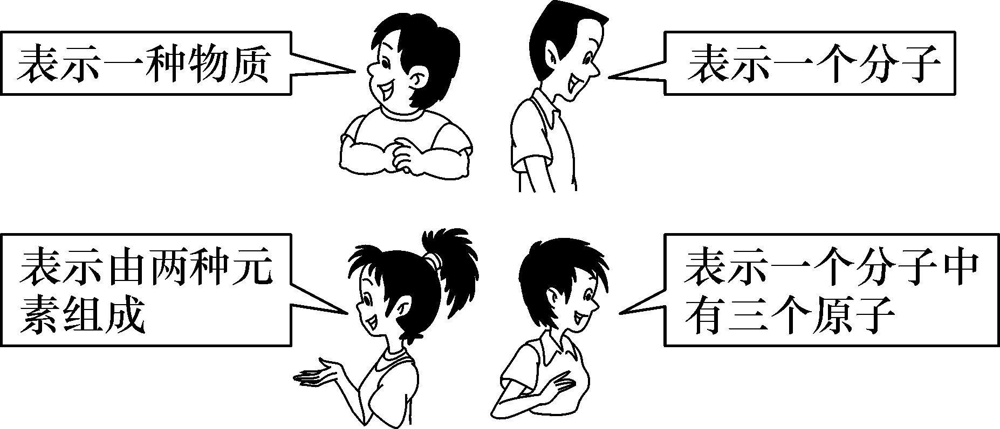 表示一种物质
表示一个分子
表示由两种元
素组成
表示一个分子中
有三个原子